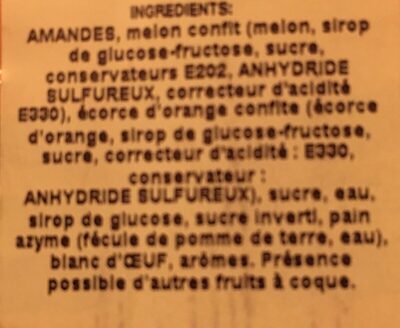 INGREDIENTS:
AMANDES, melon confit (melon, sirop
de glucose-fructose, sucre,
conservateurs E202, ANHYDRIDE
SULFUREUX, correcteur d'acidité
E330), écorce d'orange confite (écorce
d'orange, sirop de glucose-fructose,
sucre, correcteur d'acidité : E330,
conservateur :
ANHYDRIDE SULFUREUX), sucre, eau,
sirop de glucose, sucre inverti, pain
azyme (fécule de pomme de terre, eau),
blanc d'ŒUF, arômes. Présence
possible d'autres fruits à coque.